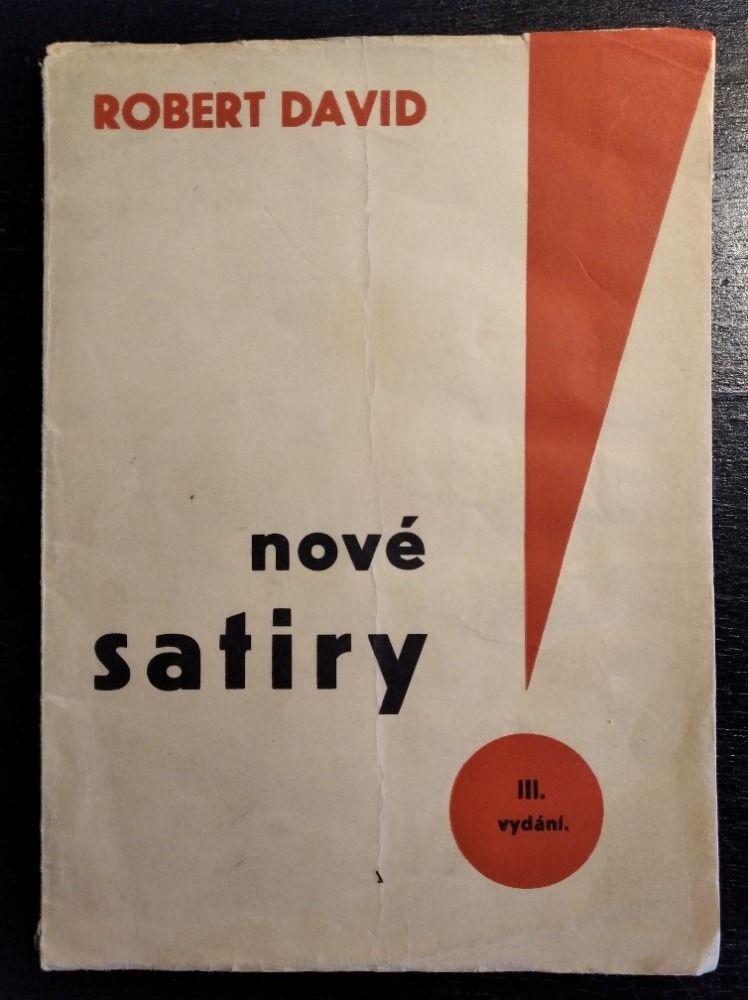 ROBERT DAVID
nové
satiry
III.
vydání.